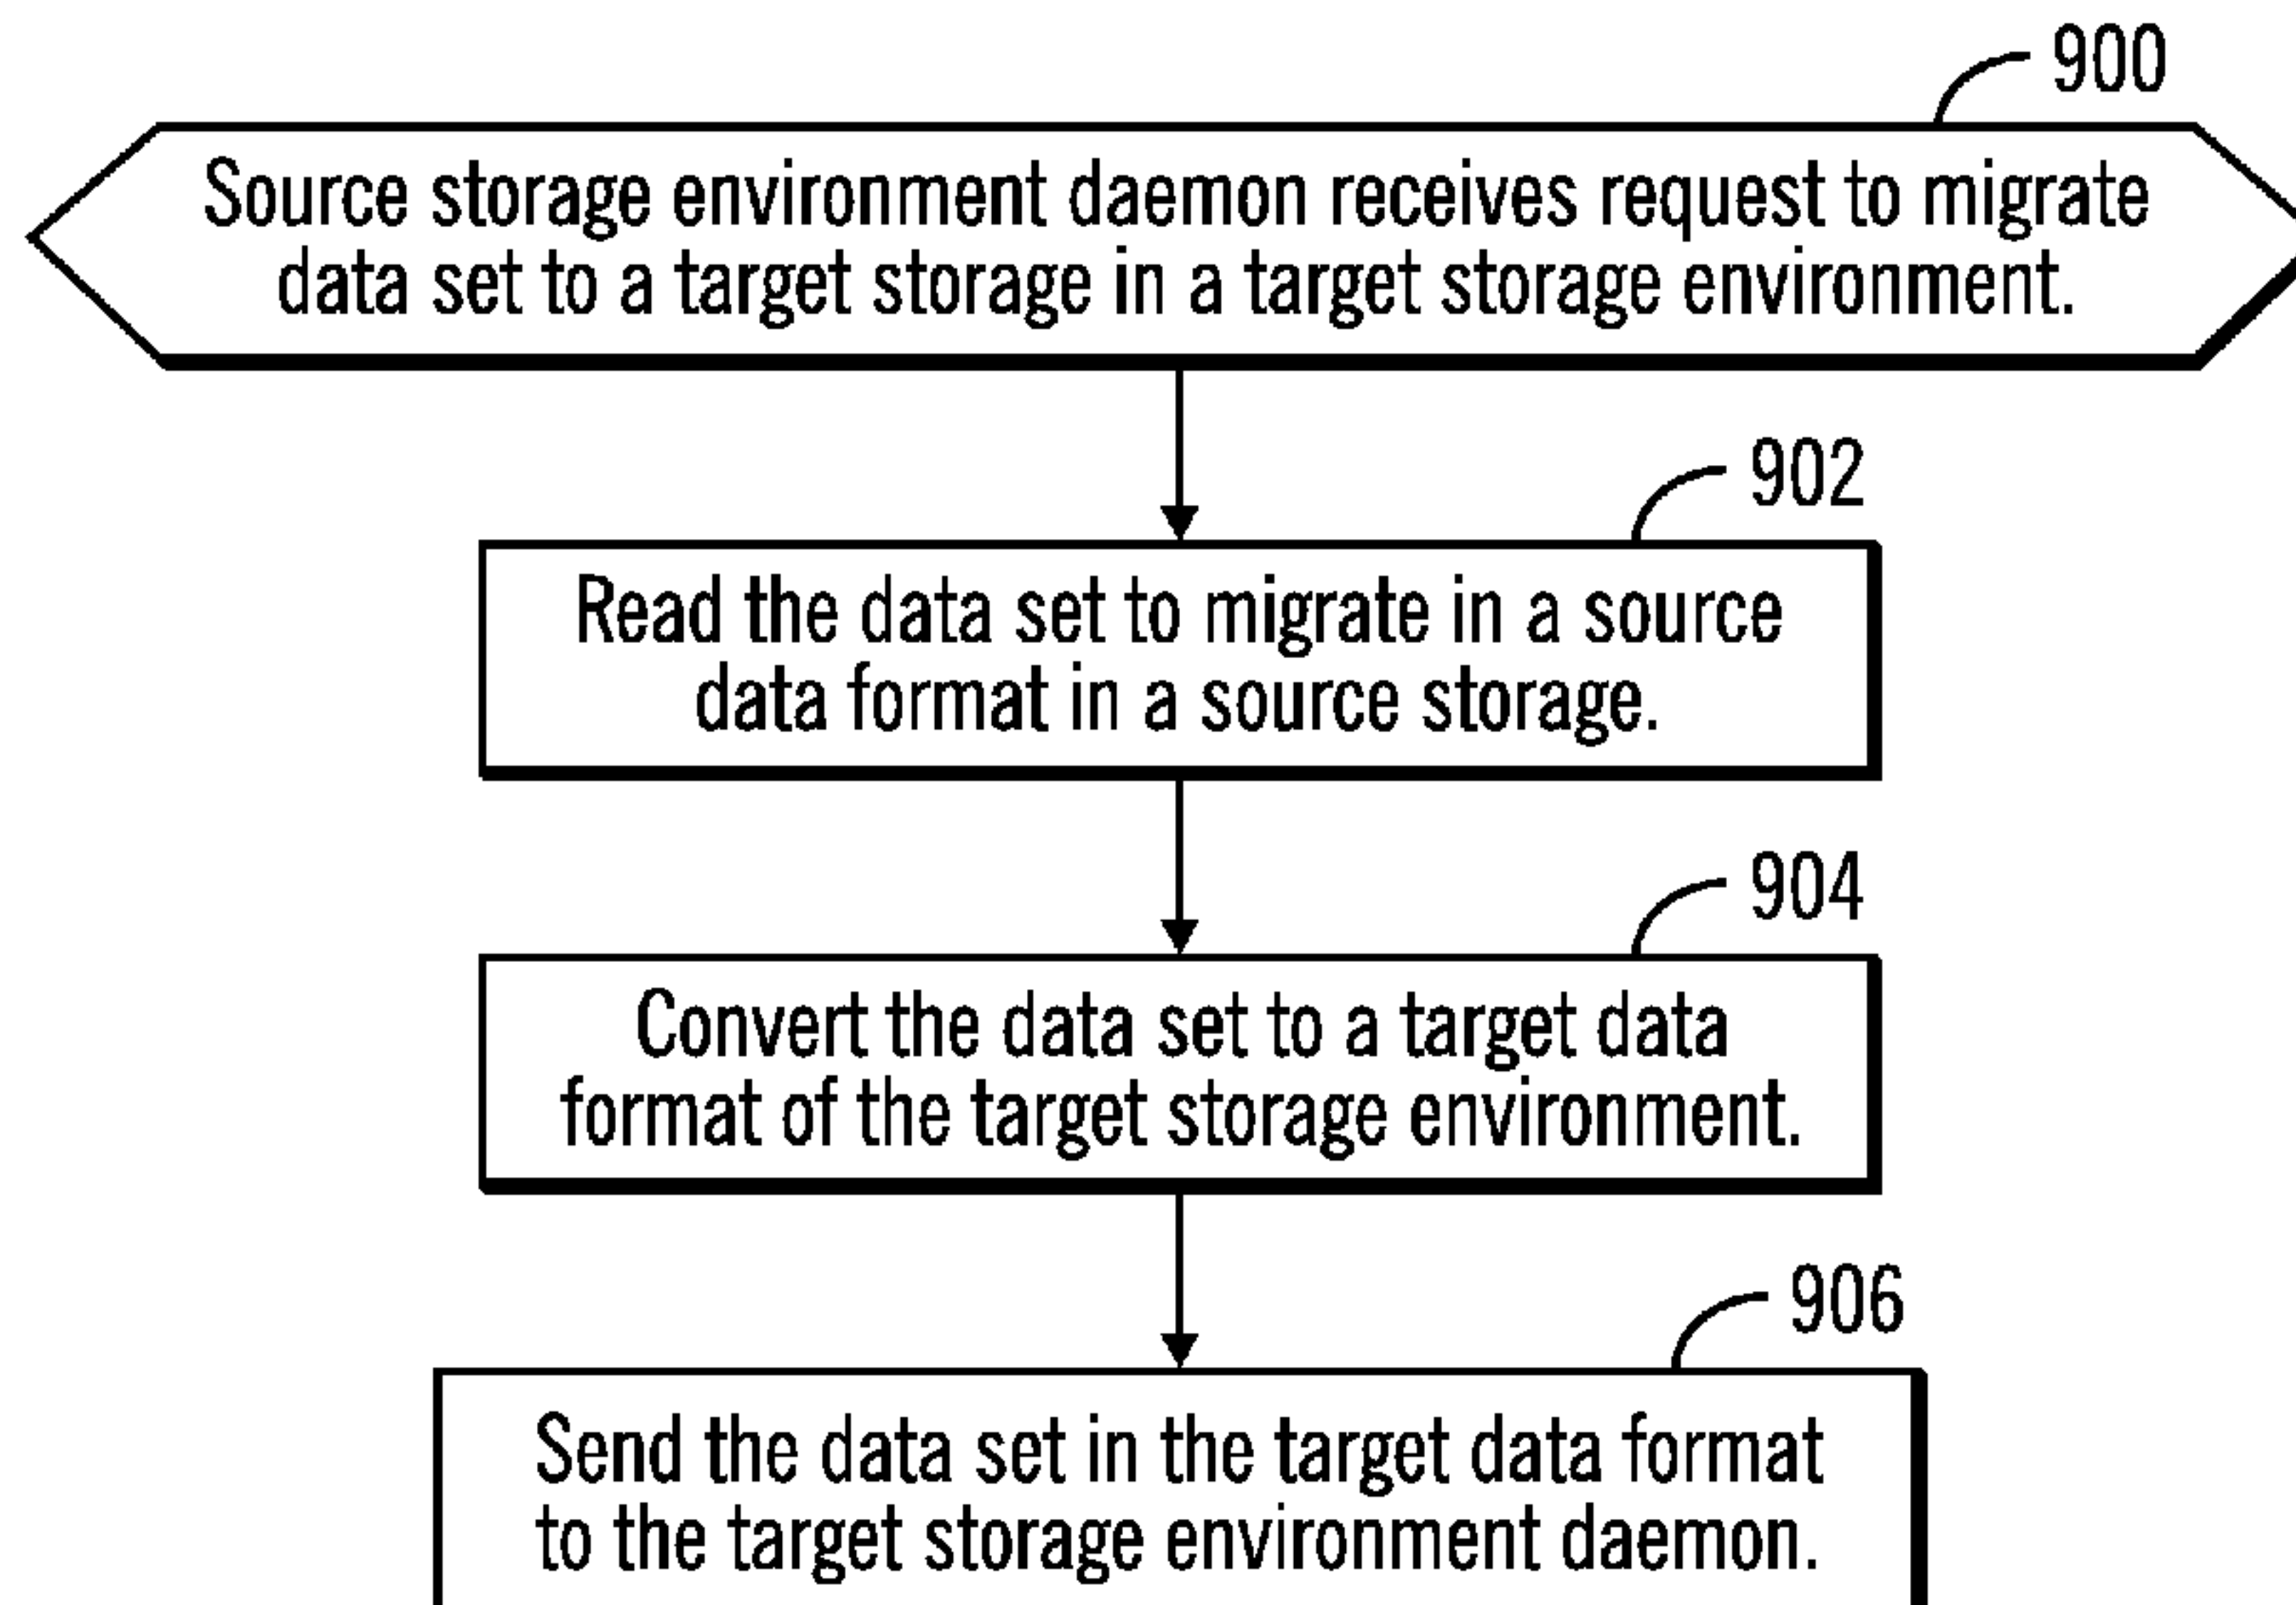 900
Source storage environment daemon receives request to migrate
data set to a target storage in a target storage environment.
902
Read the data set to migrate in a source
data format in a source storage.
904
Convert the data set to a target data
format of the target storage environment.
906
Send the data set in the target data format
to the target storage environment daemon.